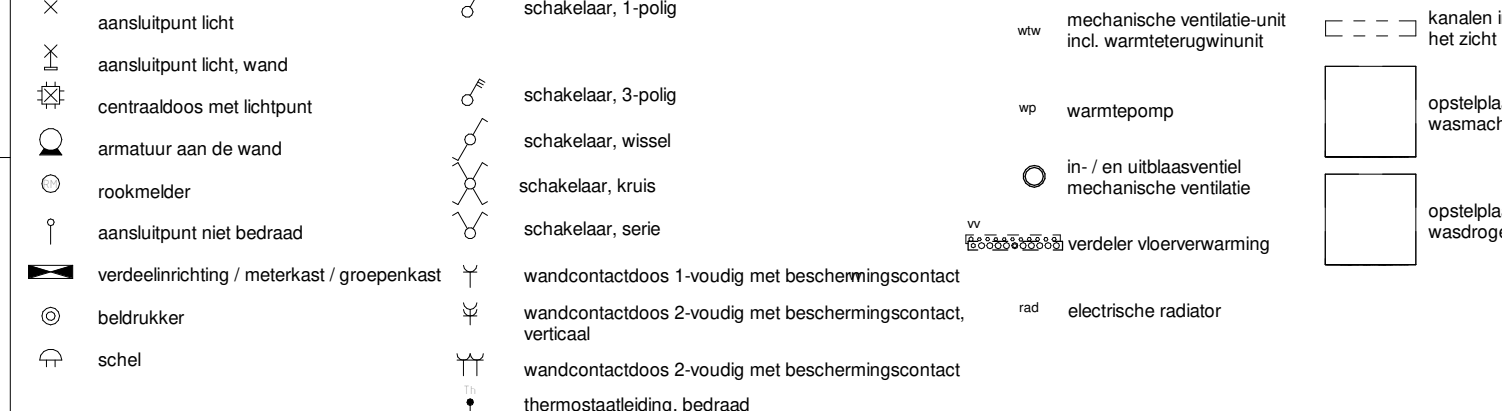 aansluitpunt licht
aansluitpunt licht, wand
centraaldoos met lichtpunt
armatuur aan de wand
RM
rookmelder
aansluitpunt niet bedraad
verdeelinrichting / meterkast / groepenkast
beldrukker
schel
schakelaar, 1-polig
schakelaar, 3-polig
schakelaar, wissel
schakelaar, kruis
schakelaar, serie
wandcontactdoos 1-voudig met beschermingscontact
wandcontactdoos 2-voudig met beschermingscontact,
verticaal
wandcontactdoos 2-voudig met beschermingscontact
Th
thermostaatleiding, bedraad
wtw
mechanische ventilatie-unit
incl. warmteterugwinunit
wp
warmtepomp
in- / en uitblaasventiel
mechanische ventilatie
vv
verdeler vloerverwarming
rad
electrische radiator
kanalen i
het zicht
opstelplaa
wasmach
opstelplaa
wasdroge